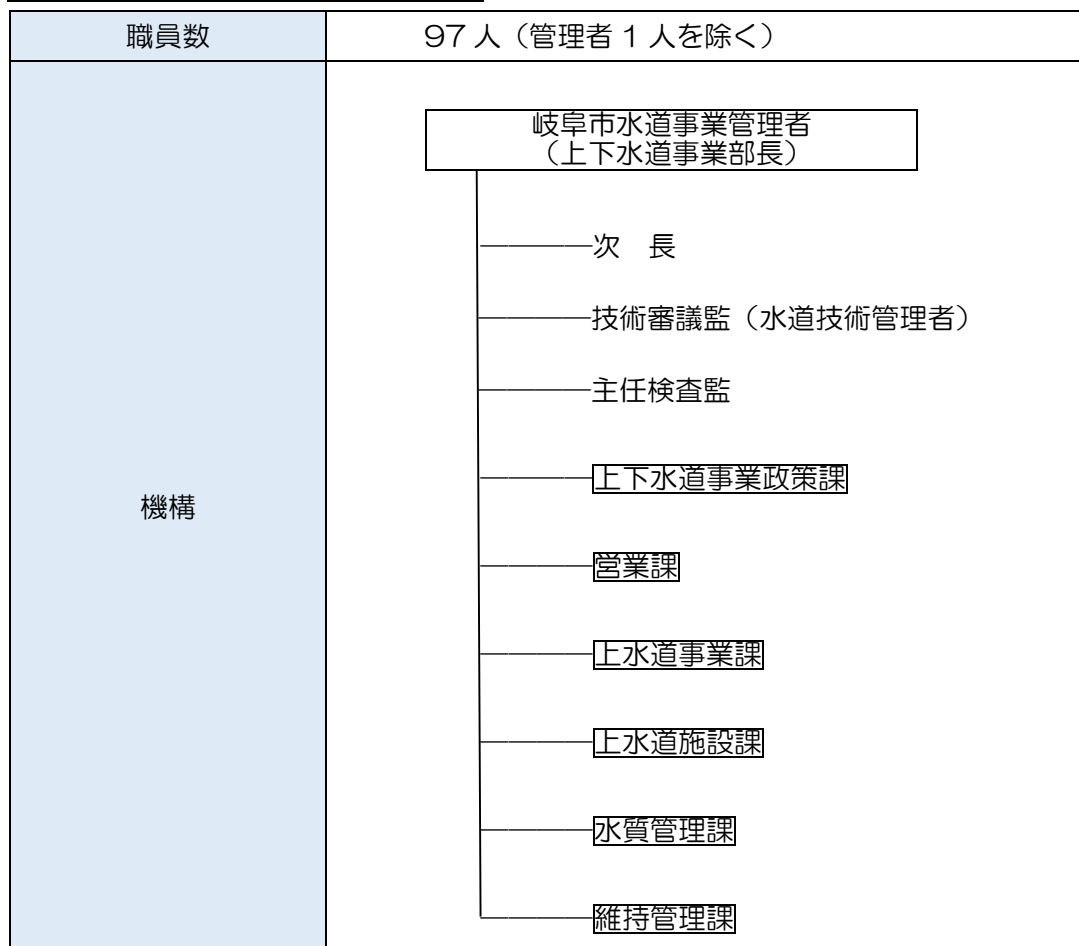 職員数
97人（管理者1人を除く）
機構
岐阜市水道事業管理者
（上下水道事業部長）
次　長
技術審議監（水道技術管理者）
主任検査監
上下水道事業政策課
営業課
上水道事業課
上水道施設課
水質管理課
維持管理課